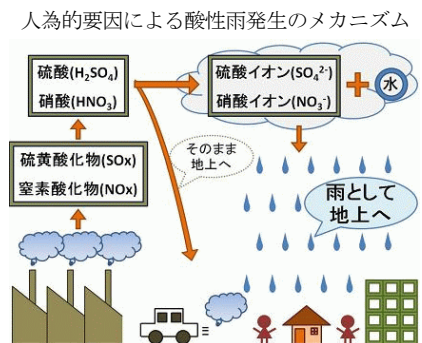 人為的要因による酸性雨発生のメカニズム
硫酸(H₂SO₄)
硝酸(HNO₃)
硫酸イオン(SO₄²⁻)
硝酸イオン(NO₃⁻)
水
硫黄酸化物(SOx)
窒素酸化物(NOx)
そのまま
地上へ
雨として
地上へ